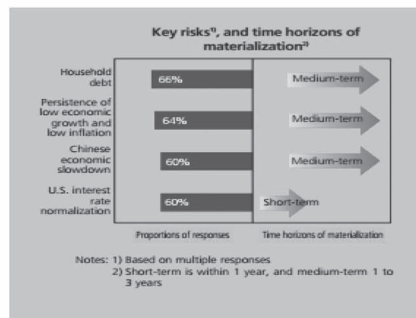 Key risks¹⁾, and time horizons of
materialization²⁾
Household
debt
66%
Medium-term
Persistence of
low economic
growth and
low inflation
64%
Medium-term
Chinese
economic
slowdown
60%
Medium-term
U.S. interest
rate
normalization
60%
Short-term
Proportions of responses
Time horizons of materialization
Notes: 1) Based on multiple responses
2) Short-term is within 1 year, and medium-term 1 to
3 years